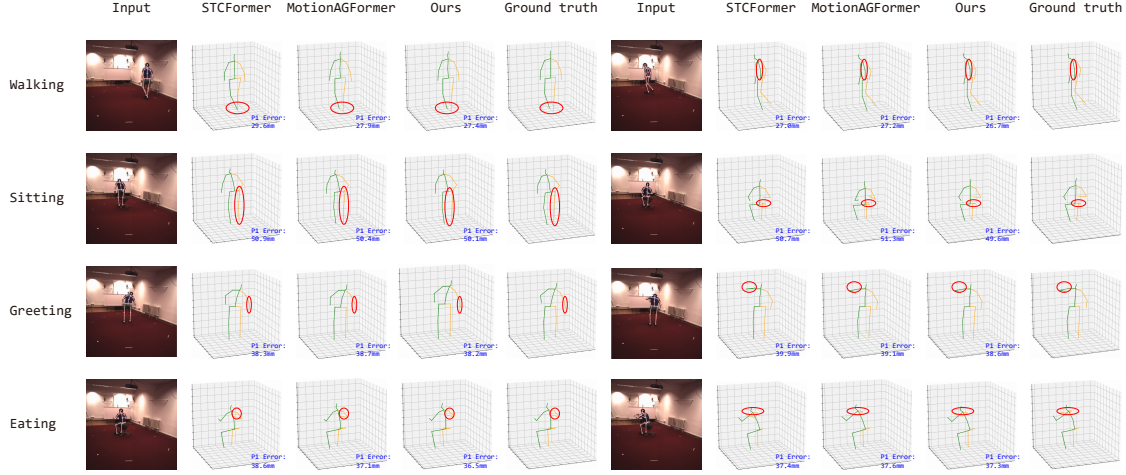 Input STCFormer MotionAGFormer Ours Ground truth Input STCFormer MotionAGFormer Ours Ground truth
Walking
P1 Error: P1 Error: P1 Error: P1 Error: P1 Error: P1 Error:
29.6mm 27.9mm 27.4mm 27.0mm 27.2mm 26.7mm
Sitting
P1 Error: P1 Error: P1 Error: P1 Error: P1 Error: P1 Error:
50.9mm 50.4mm 50.1mm 50.7mm 51.3mm 49.6mm
Greeting
P1 Error: P1 Error: P1 Error: P1 Error: P1 Error: P1 Error:
38.3mm 38.7mm 38.2mm 39.9mm 39.1mm 38.6mm
Eating
P1 Error: P1 Error: P1 Error: P1 Error: P1 Error: P1 Error:
38.6mm 37.1mm 36.5mm 37.4mm 37.6mm 37.3mm